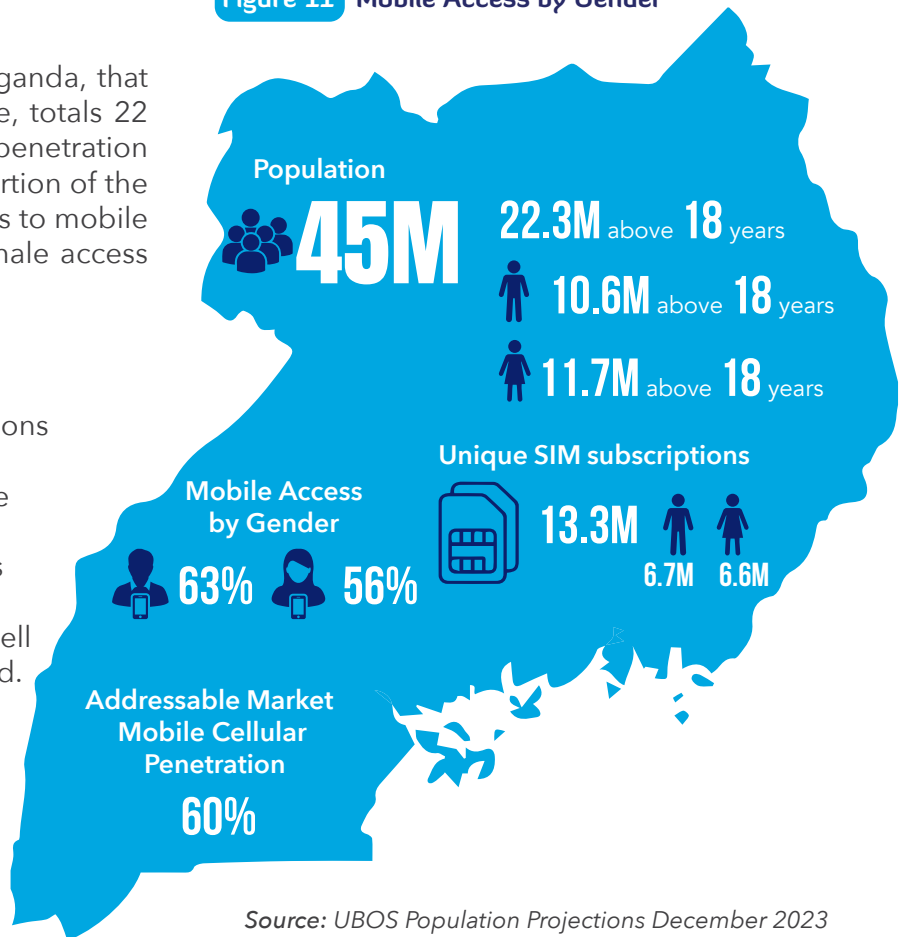 Figure 11 Mobile Access by Gender
ganda, that
e, totals 22
penetration
rtion of the
s to mobile
nale access
ons
e
s
ell
d.
Population
45M
22.3M above 18 years
10.6M above 18 years
11.7M above 18 years
Unique SIM subscriptions
13.3M
6.7M 6.6M
Mobile Access
by Gender
63% 56%
Addressable Market
Mobile Cellular
Penetration
60%
Source: UBOS Population Projections December 2023